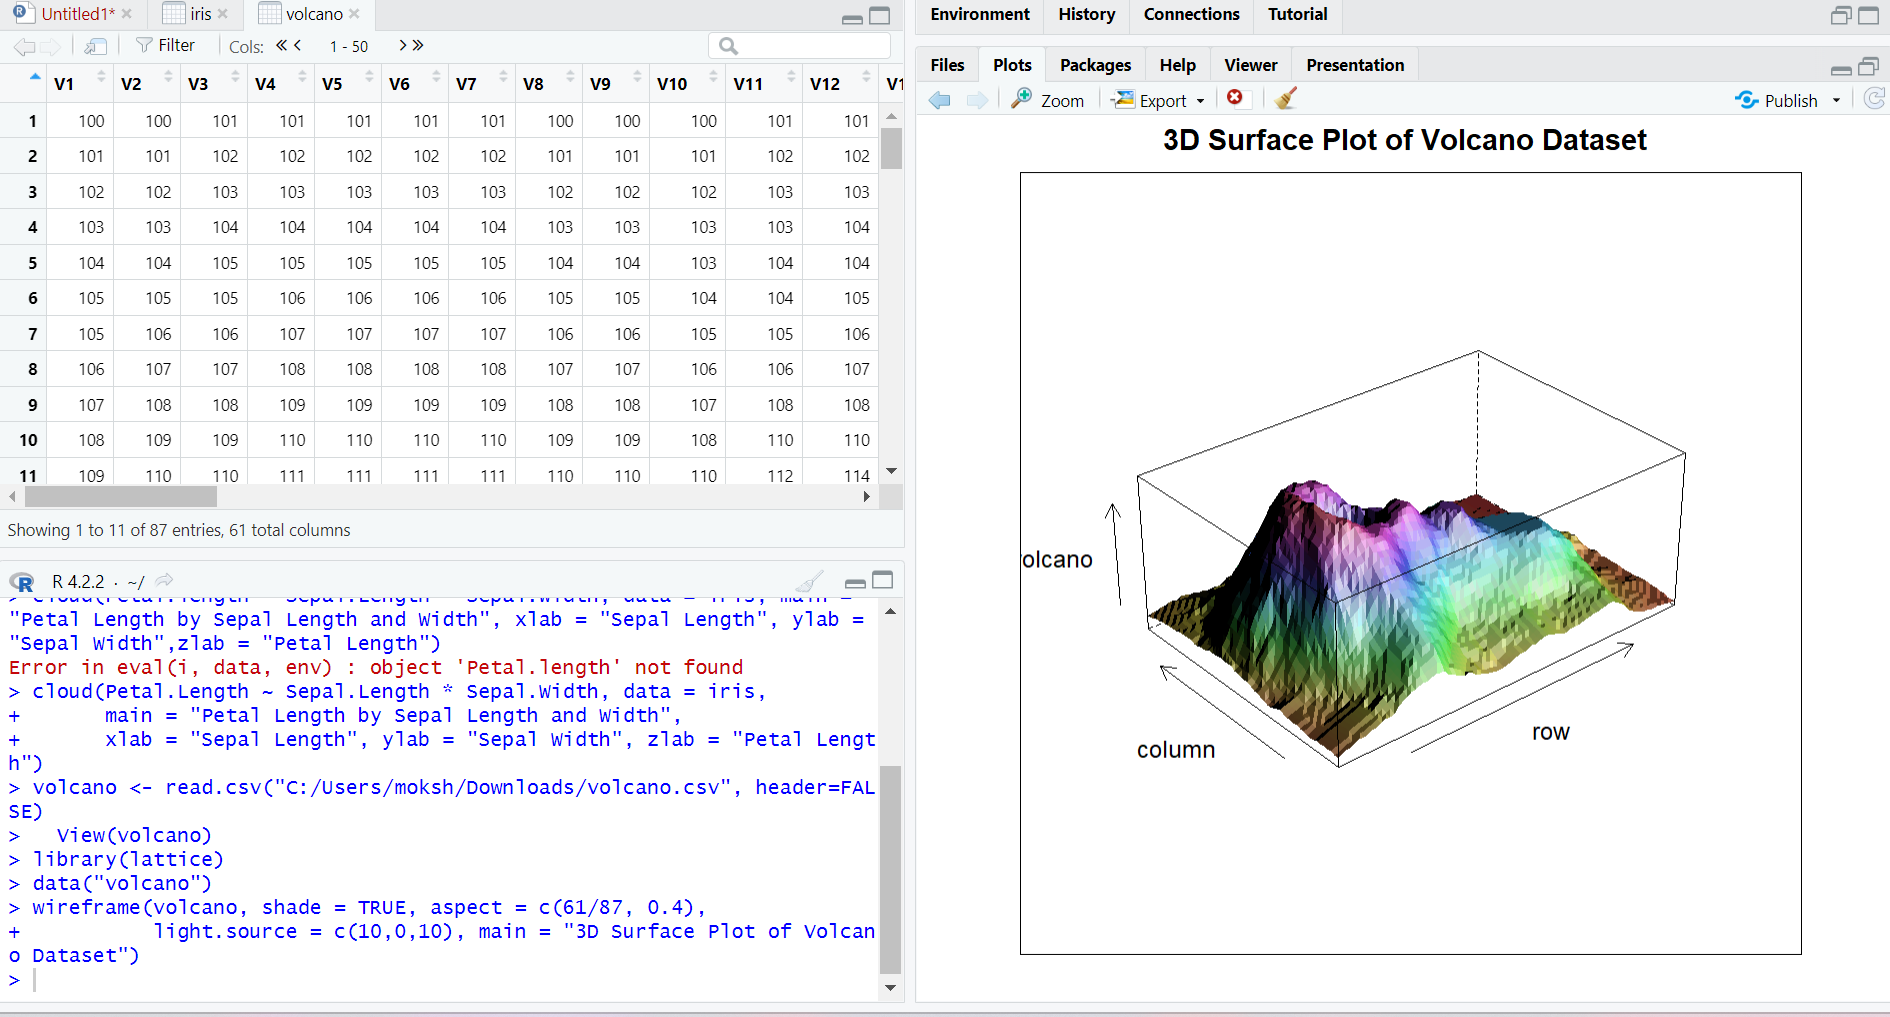 Untitled1* iris volcano
Filter Cols: 1 - 50
V1 V2 V3 V4 V5 V6 V7 V8 V9 V10 V11 V12 V1
1 100 100 101 101 101 101 101 100 100 100 101 101
2 101 101 102 102 102 102 102 101 101 101 102 102
3 102 102 103 103 103 103 103 102 102 102 103 103
4 103 103 104 104 104 104 104 103 103 103 103 104
5 104 104 105 105 105 105 105 104 104 103 104 104
6 105 105 105 106 106 106 106 105 105 104 104 105
7 105 106 106 107 107 107 107 106 106 105 105 106
8 106 107 107 108 108 108 108 107 107 106 106 107
9 107 108 108 109 109 109 109 108 108 107 108 108
10 108 109 109 110 110 110 110 109 109 108 110 110
11 109 110 110 111 111 111 111 110 110 110 112 114
Showing 1 to 11 of 87 entries, 61 total columns
R 4.2.2 · ~/
> cloud(Petal.length ~ Sepal.Length * Sepal.Width, data = iris, main =
"Petal Length by Sepal Length and Width", xlab = "Sepal Length", ylab =
"Sepal Width",zlab = "Petal Length")
Error in eval(i, data, env) : object 'Petal.length' not found
> cloud(Petal.Length ~ Sepal.Length * Sepal.Width, data = iris,
+ main = "Petal Length by Sepal Length and Width",
+ xlab = "Sepal Length", ylab = "Sepal Width", zlab = "Petal Lengt
h")
> volcano <- read.csv("C:/Users/moksh/Downloads/volcano.csv", header=FAL
SE)
> View(volcano)
> library(lattice)
> data("volcano")
> wireframe(volcano, shade = TRUE, aspect = c(61/87, 0.4),
+ light.source = c(10,0,10), main = "3D Surface Plot of Volcan
o Dataset")
>
Environment History Connections Tutorial
Files Plots Packages Help Viewer Presentation
Zoom Export Publish
3D Surface Plot of Volcano Dataset
olcano
column
row